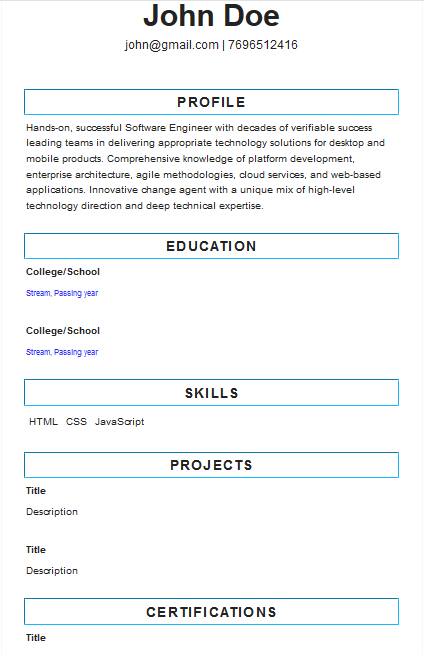 John Doe
john@gmail.com | 7696512416
PROFILE
Hands-on, successful Software Engineer with decades of verifiable success
leading teams in delivering appropriate technology solutions for desktop and
mobile products. Comprehensive knowledge of platform development,
enterprise architecture, agile methodologies, cloud services, and web-based
applications. Innovative change agent with a unique mix of high-level
technology direction and deep technical expertise.
EDUCATION
College/School
Stream, Passing year
College/School
Stream, Passing year
SKILLS
HTML CSS JavaScript
PROJECTS
Title
Description
Title
Description
CERTIFICATIONS
Title